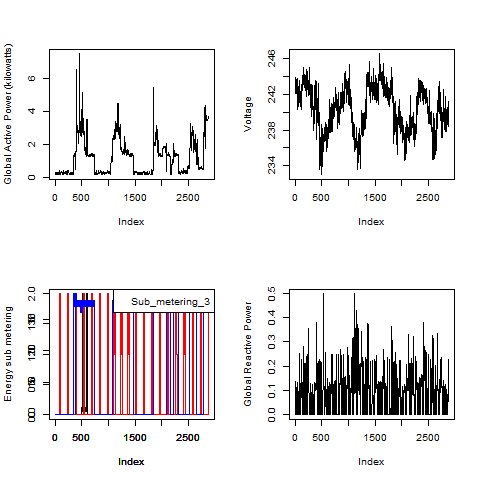 Global Active Power (kilowatts)
0 2 4 6
0 500 1500 2500
Index
Voltage
234 238 242 246
0 500 1500 2500
Index
Energy sub metering
2.0
Sub_metering_3
0 500 1500 2500
Index
Global Reactive Power
0.0 0.1 0.2 0.3 0.4 0.5
0 500 1500 2500
Index